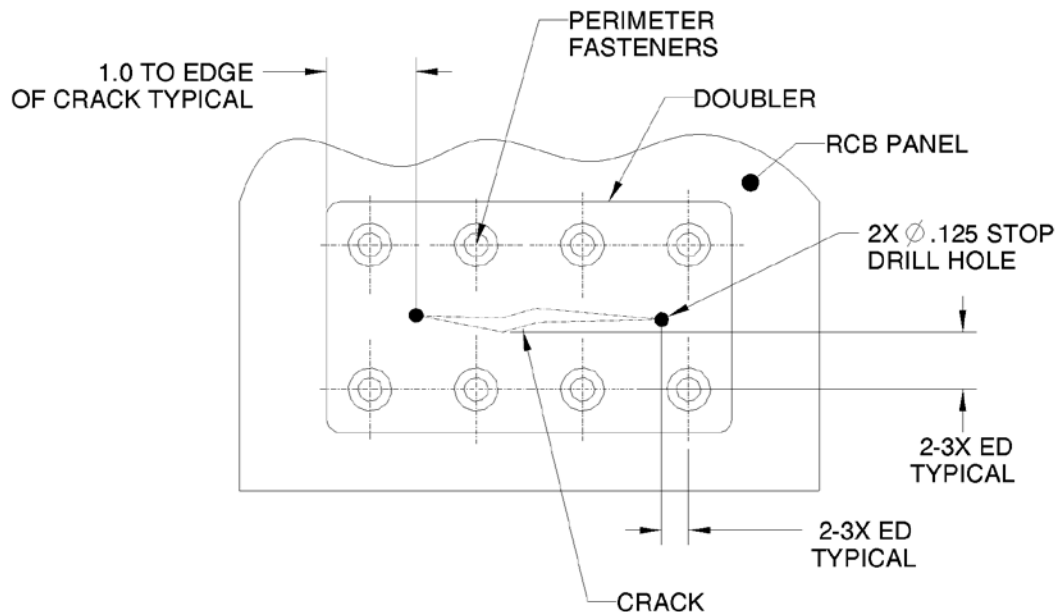 PERIMETER
FASTENERS
1.0 TO EDGE
OF CRACK TYPICAL
DOUBLER
RCB PANEL
2X ∅ .125 STOP
DRILL HOLE
2-3X ED
TYPICAL
2-3X ED
TYPICAL
CRACK